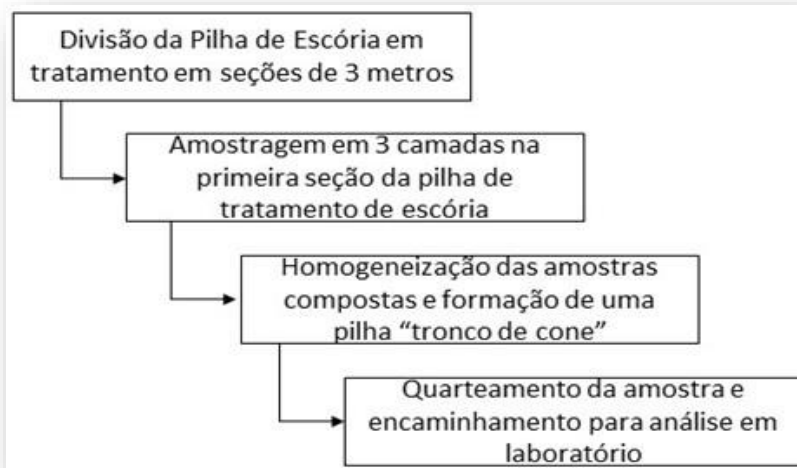 Divisão da Pilha de Escória em
tratamento em seções de 3 metros
Amostragem em 3 camadas na
primeira seção da pilha de
tratamento de escória
Homogeneização das amostras
compostas e formação de uma
pilha “tronco de cone”
Quarteamento da amostra e
encaminhamento para análise em
laboratório